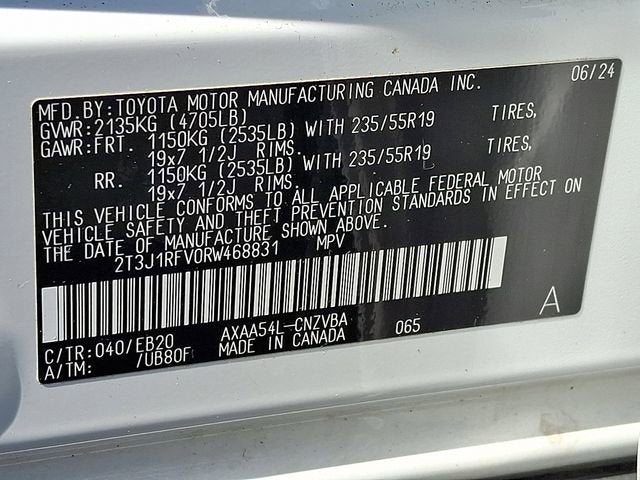 MFD.BY:TOYOTA MOTOR MANUFACTURING CANADA INC. 06/24
GVWR:2135KG (4705LB)
GAWR:FRT. 1150KG (2535LB) WITH 235/55R19 TIRES,
19x7 1/2J RIMS.
RR. 1150KG (2535LB) WITH 235/55R19 TIRES,
19x7 1/2J RIMS.
THIS VEHICLE CONFORMS TO ALL APPLICABLE FEDERAL MOTOR
VEHICLE SAFETY AND THEFT PREVENTION STANDARDS IN EFFECT ON
THE DATE OF MANUFACTURE SHOWN ABOVE.
2T3J1RFV0RW468831 MPV
C/TR:040/EB20 AXAA54L-CNZVBA 065 A
A/TM: /UB80F MADE IN CANADA